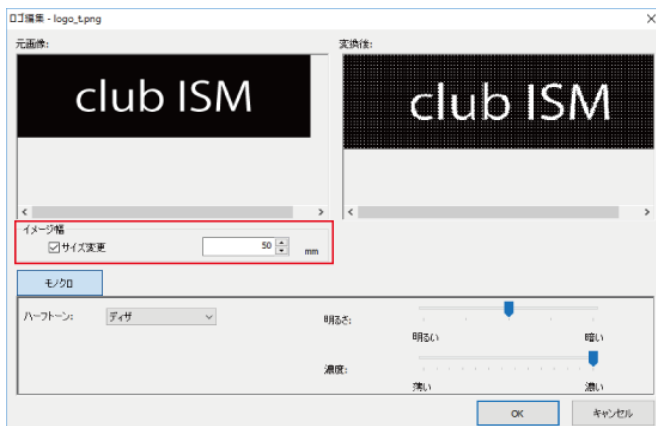 ロゴ編集 - logo_t.png
元画像:
変換後:
club ISM
club ISM
イメージ幅
サイズ変更
50
mm
モノクロ
ハーフトーン:
ディザ
明るさ:
明るい
暗い
濃度:
薄い
濃い
OK
キャンセル